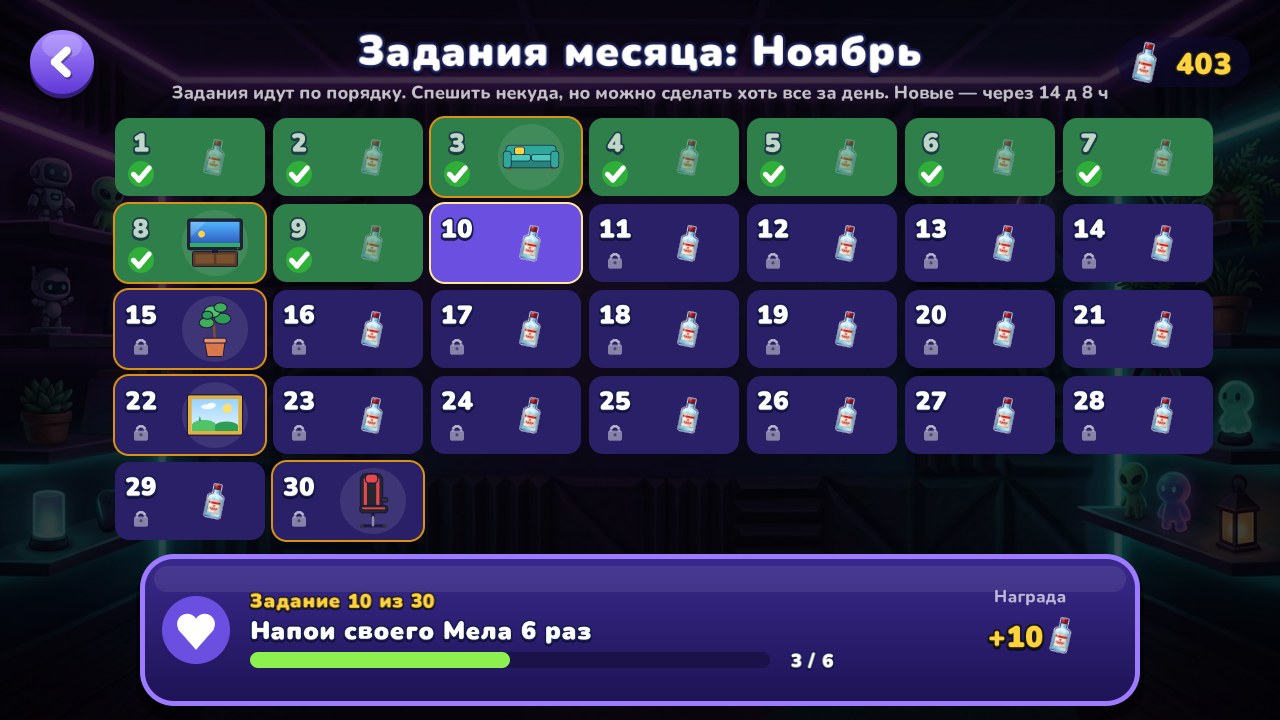 Задания месяца: Ноябрь
403
Задания идут по порядку. Спешить некуда, но можно сделать хоть все за день. Новые — через 14 д 8 ч
1 2 3 4 5 6 7
8 9 10 11 12 13 14
15 16 17 18 19 20 21
22 23 24 25 26 27 28
29 30
Задание 10 из 30
Напои своего Мела 6 раз
3 / 6
Награда
+10